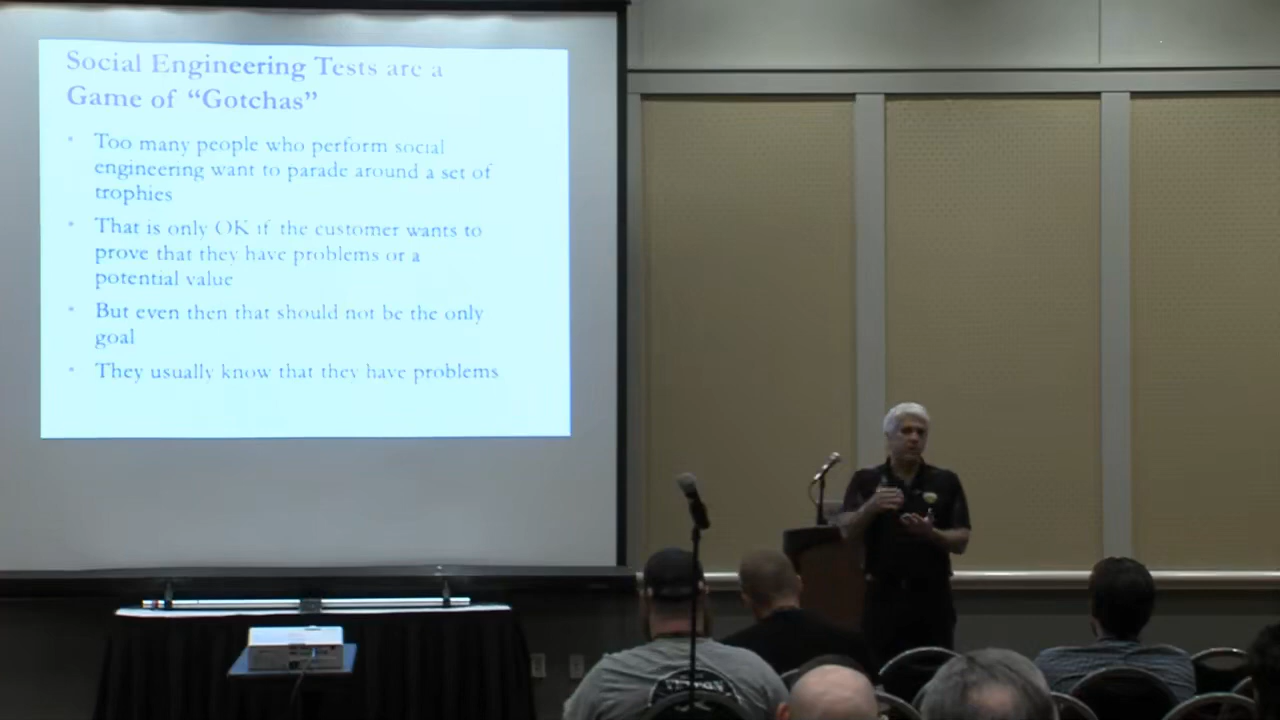 Social Engineering Tests are a
Game of “Gotchas”
• Too many people who perform social
engineering want to parade around a set of
trophies
• That is only OK if the customer wants to
prove that they have problems or a
potential value
• But even then that should not be the only
goal
• They usually know that they have problems